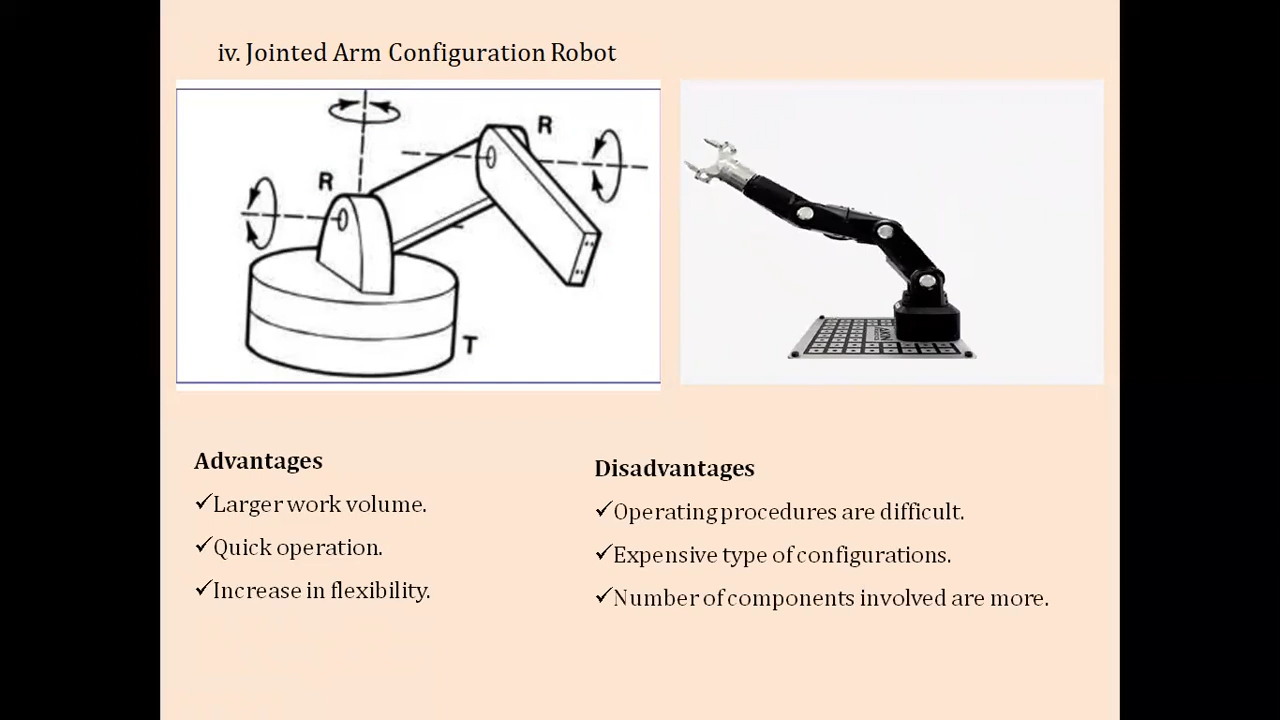 iv. Jointed Arm Configuration Robot
R
R
T
Advantages
✓Larger work volume.
✓Quick operation.
✓Increase in flexibility.
Disadvantages
✓Operating procedures are difficult.
✓Expensive type of configurations.
✓Number of components involved are more.